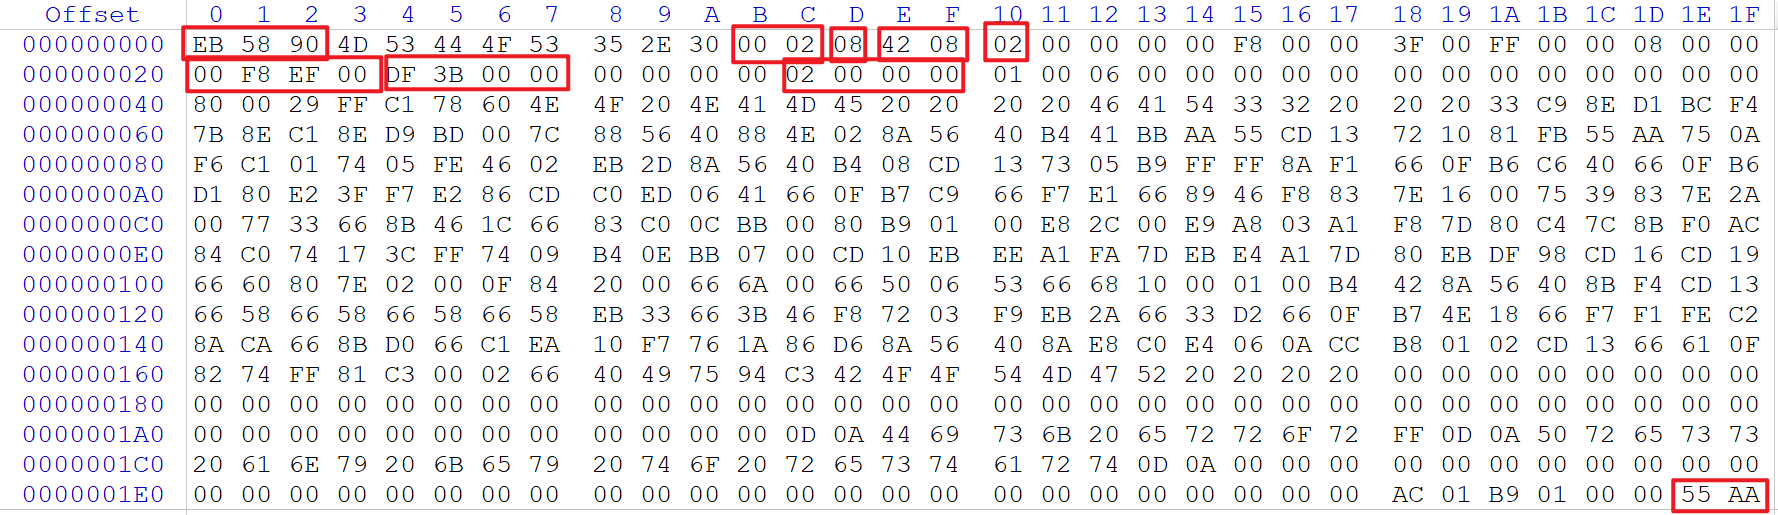 Offset 0 1 2 3 4 5 6 7 8 9 A B C D E F 10 11 12 13 14 15 16 17 18 19 1A 1B 1C 1D 1E 1F
000000000 EB 58 90 4D 53 44 4F 53 35 2E 30 00 02 08 42 08 02 00 00 00 00 F8 00 00 3F 00 FF 00 00 08 00 00
000000020 00 F8 EF 00 DF 3B 00 00 00 00 00 00 02 00 00 00 01 00 06 00 00 00 00 00 00 00 00 00 00 00 00 00
000000040 80 00 29 FF C1 78 60 4E 4F 20 4E 41 4D 45 20 20 20 20 46 41 54 33 32 20 20 20 33 C9 8E D1 BC F4
000000060 7B 8E C1 8E D9 BD 00 7C 88 56 40 88 4E 02 8A 56 40 B4 41 BB AA 55 CD 13 72 10 81 FB 55 AA 75 0A
000000080 F6 C1 01 74 05 FE 46 02 EB 2D 8A 56 40 B4 08 CD 13 73 05 B9 FF FF 8A F1 66 0F B6 C6 40 66 0F B6
0000000A0 D1 80 E2 3F F7 E2 86 CD C0 ED 06 41 66 0F B7 C9 66 F7 E1 66 89 46 F8 83 7E 16 00 75 39 83 7E 2A
0000000C0 00 77 33 66 8B 46 1C 66 83 C0 0C BB 00 80 B9 01 00 E8 2C 00 E9 A8 03 A1 F8 7D 80 C4 7C 8B F0 AC
0000000E0 84 C0 74 17 3C FF 74 09 B4 0E BB 07 00 CD 10 EB EE A1 FA 7D EB E4 A1 7D 80 EB DF 98 CD 16 CD 19
000000100 66 60 80 7E 02 00 0F 84 20 00 66 6A 00 66 50 06 53 66 68 10 00 01 00 B4 42 8A 56 40 8B F4 CD 13
000000120 66 58 66 58 66 58 66 58 EB 33 66 3B 46 F8 72 03 F9 EB 2A 66 33 D2 66 0F B7 4E 18 66 F7 F1 FE C2
000000140 8A CA 66 8B D0 66 C1 EA 10 F7 76 1A 86 D6 8A 56 40 8A E8 C0 E4 06 0A CC B8 01 02 CD 13 66 61 0F
000000160 82 74 FF 81 C3 00 02 66 40 49 75 94 C3 42 4F 4F 54 4D 47 52 20 20 20 20 00 00 00 00 00 00 00 00
000000180 00 00 00 00 00 00 00 00 00 00 00 00 00 00 00 00 00 00 00 00 00 00 00 00 00 00 00 00 00 00 00 00
0000001A0 00 00 00 00 00 00 00 00 00 00 00 00 0D 0A 44 69 73 6B 20 65 72 72 6F 72 FF 0D 0A 50 72 65 73 73
0000001C0 20 61 6E 79 20 6B 65 79 20 74 6F 20 72 65 73 74 61 72 74 0D 0A 00 00 00 00 00 00 00 00 00 00 00
0000001E0 00 00 00 00 00 00 00 00 00 00 00 00 00 00 00 00 00 00 00 00 00 00 00 00 AC 01 B9 01 00 00 55 AA